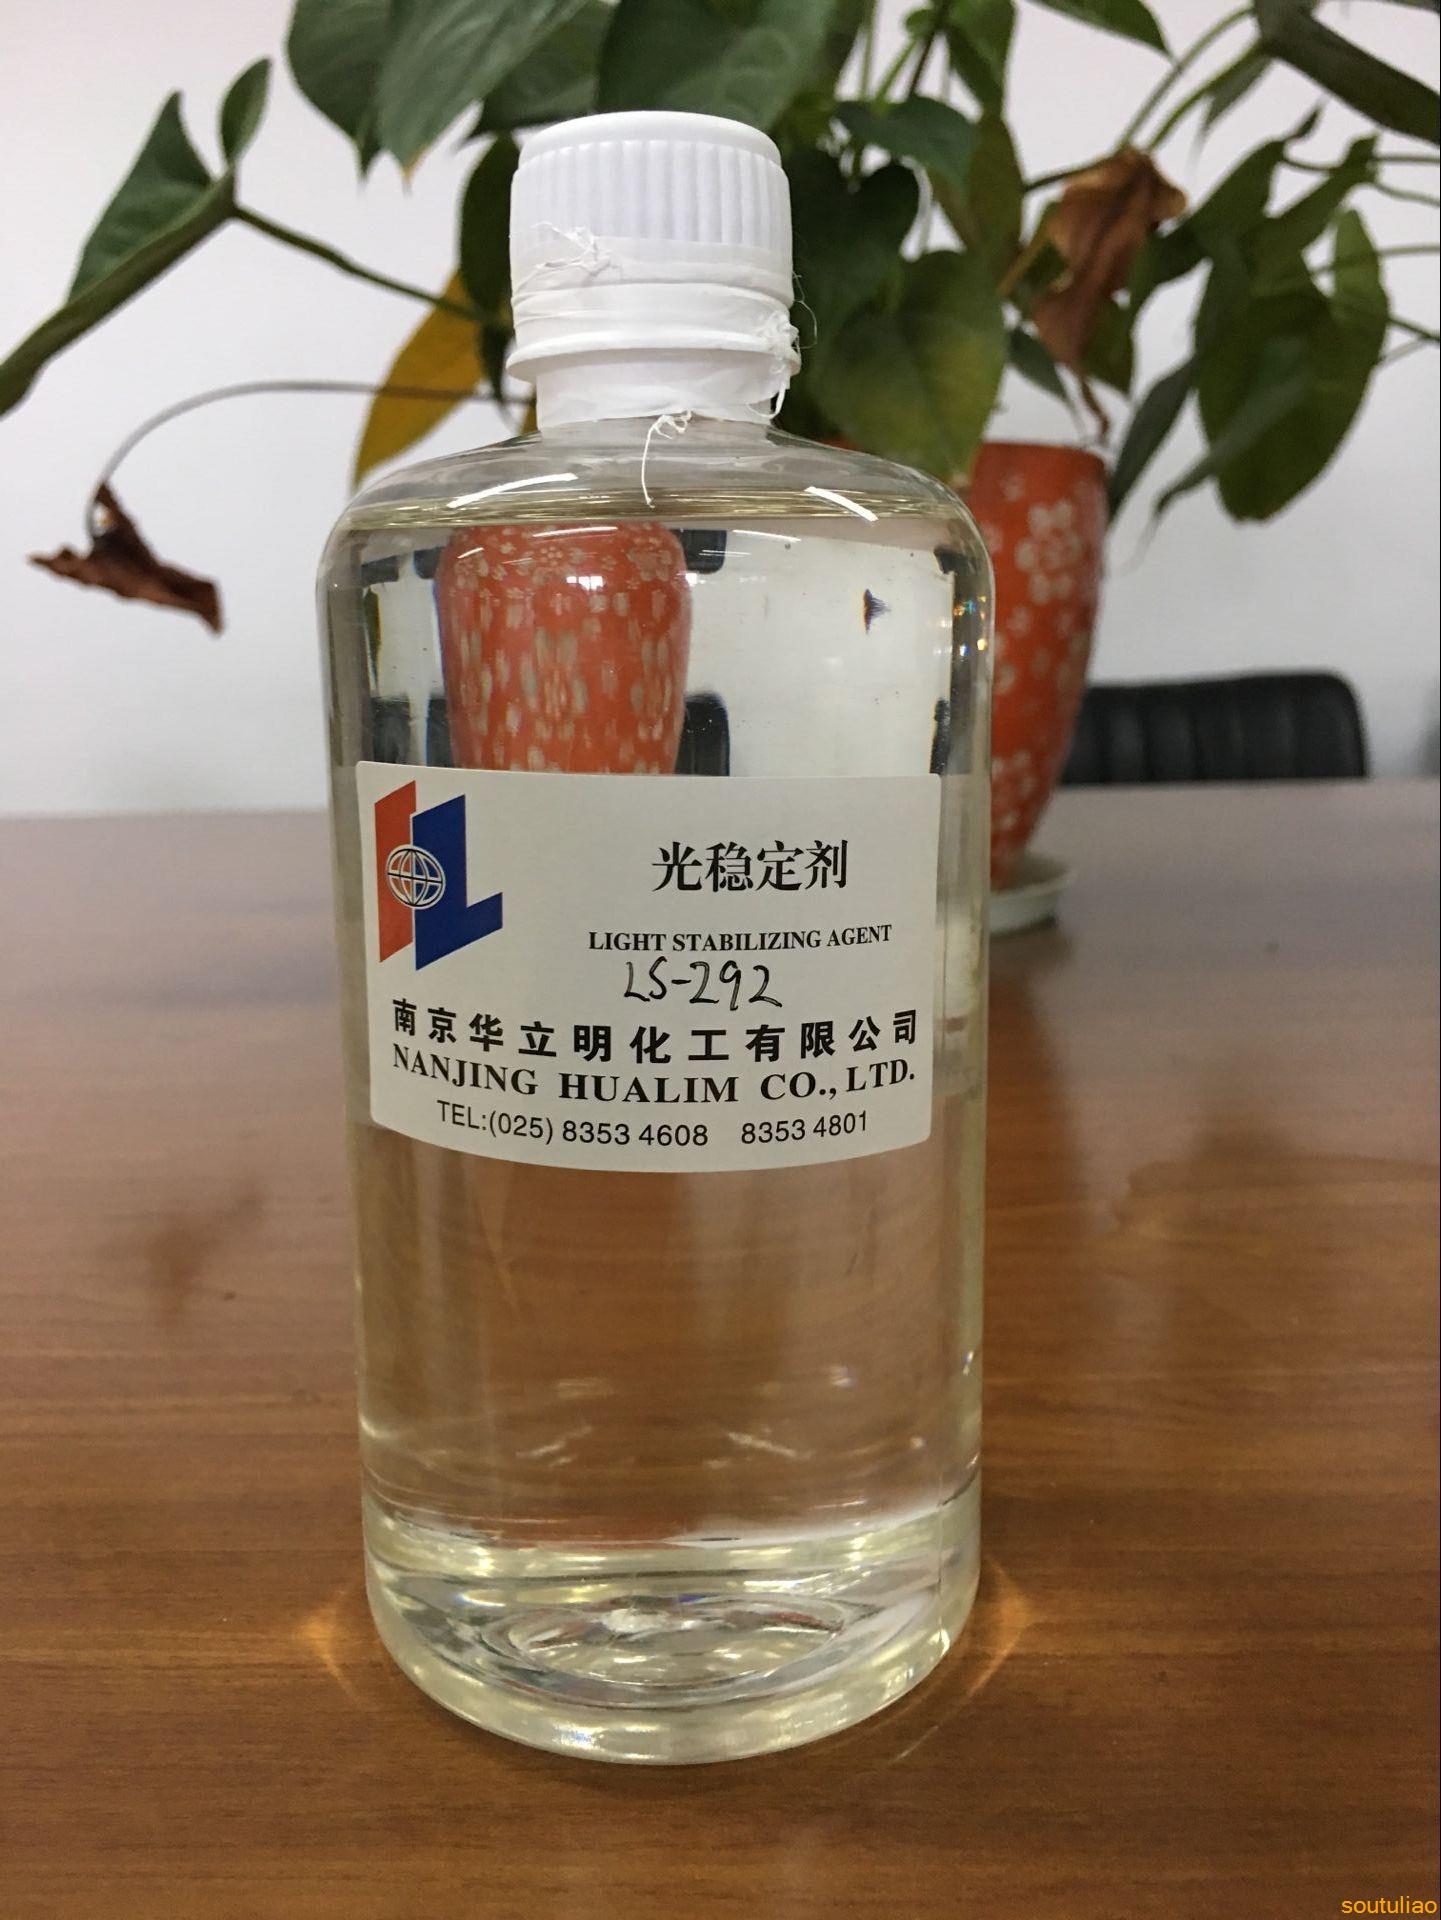 光稳定剂
LIGHT STABILIZING AGENT
LS-292
南京华立明化工有限公司
NANJING HUALIM CO., LTD.
TEL:(025) 8353 4608 8353 4801
soutuliao